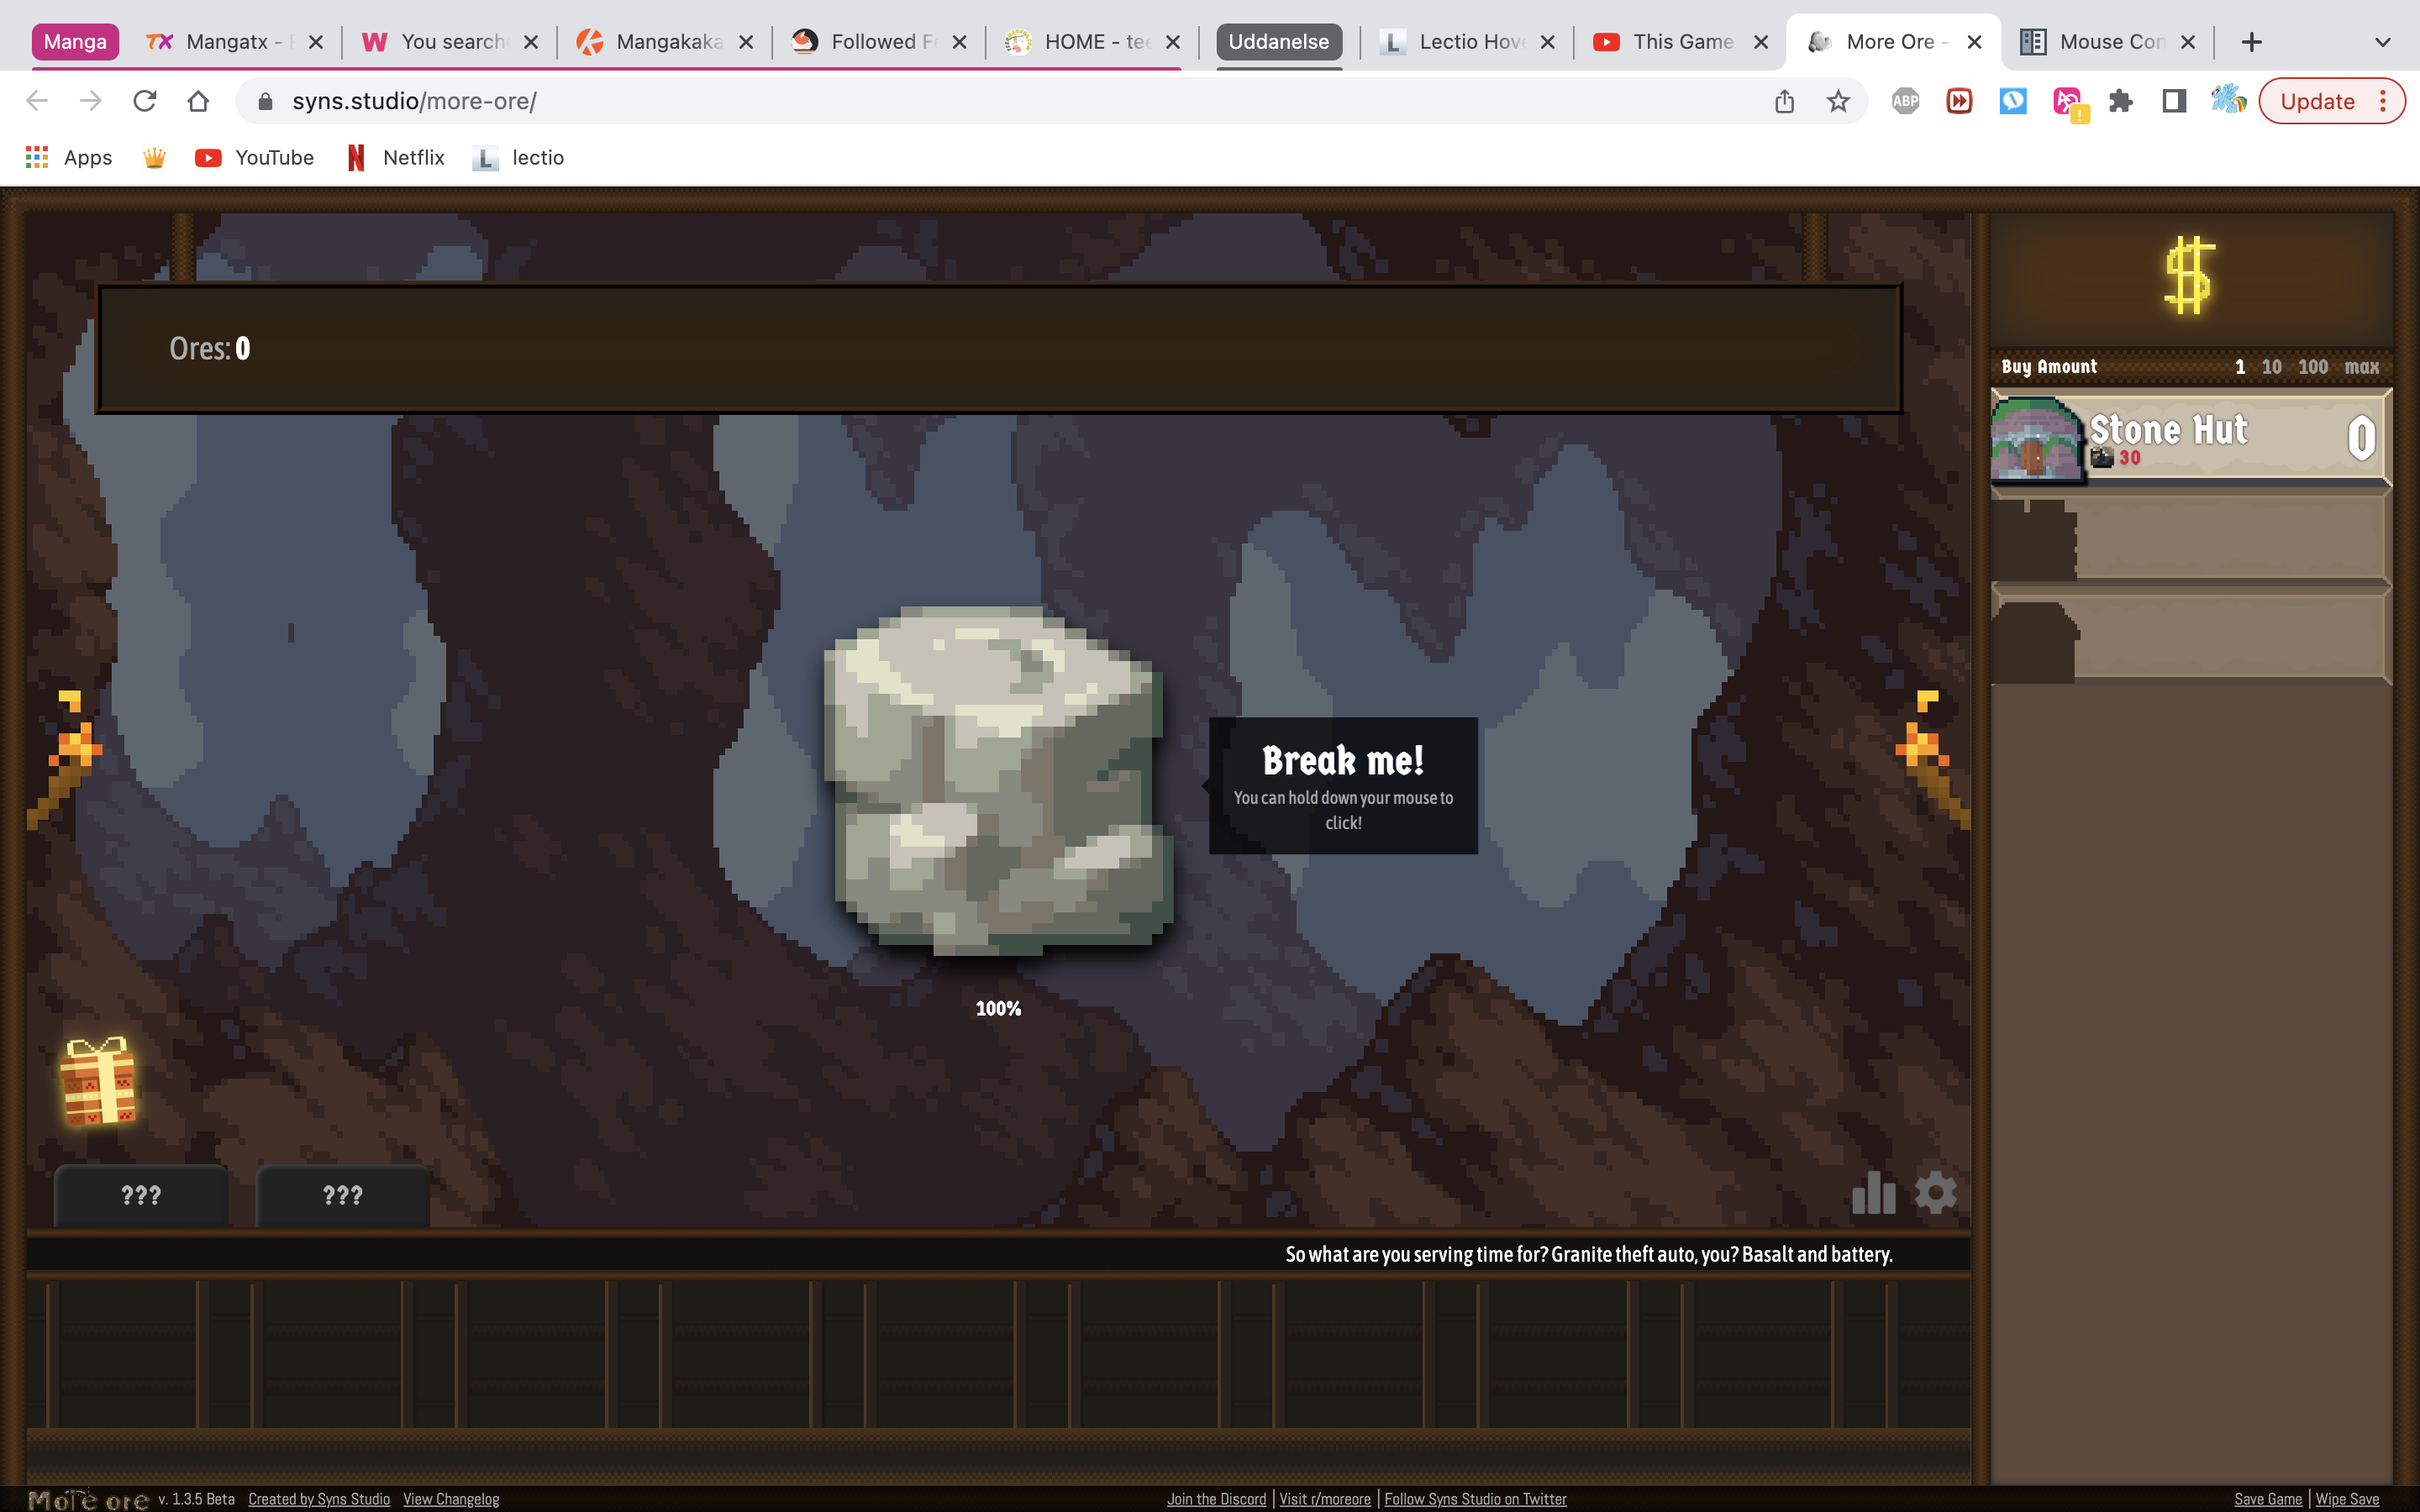 Manga
Mangatx -
You search
Mangakaka
Followed F
HOME - tee
Uddanelse
Lectio Hov
This Game
More Ore -
Mouse Con
syns.studio/more-ore/
ABP
Update
Apps
YouTube
Netflix
lectio
Ores: 0
Buy Amount 1 10 100 max
Stone Hut
30
0
Break me!
You can hold down your mouse to
click!
100%
??? ???
So what are you serving time for? Granite theft auto, you? Basalt and battery.
More ore v. 1.3.5 Beta Created by Syns Studio View Changelog Join the Discord | Visit r/moreore | Follow Syns Studio on Twitter Save Game | Wipe Save